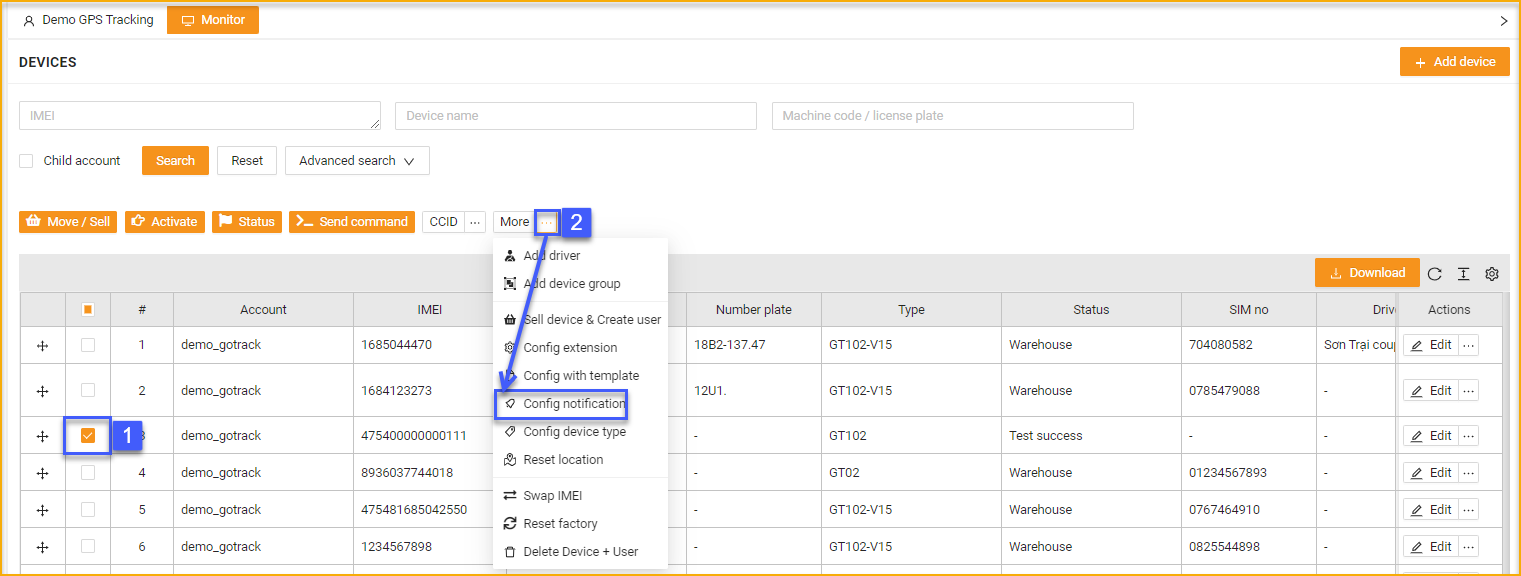 Demo GPS Tracking Monitor
DEVICES
Add device
IMEI Device name Machine code / license plate
Child account Search Reset Advanced search
Move / Sell Activate Status Send command CCID ... More ... 2
Add driver
Add device group
Sell device & Create user
Config extension
Config with template
Config notification
Config device type
Reset location
Swap IMEI
Reset factory
Delete Device + User
Download
# Account IMEI Number plate Type Status SIM no Driv Actions
1 demo_gotrack 1685044470 18B2-137.47 GT102-V15 Warehouse 704080582 Sơn Trại coup Edit ...
2 demo_gotrack 1684123273 12U1. GT102-V15 Warehouse 0785479088 - Edit ...
1 3 demo_gotrack 475400000000111 - GT102 Test success - - Edit ...
4 demo_gotrack 8936037744018 - GT02 Warehouse 01234567893 - Edit ...
5 demo_gotrack 475481685042550 - GT102-V15 Warehouse 0767464910 - Edit ...
6 demo_gotrack 1234567898 - GT102-V15 Warehouse 0825544898 - Edit ...